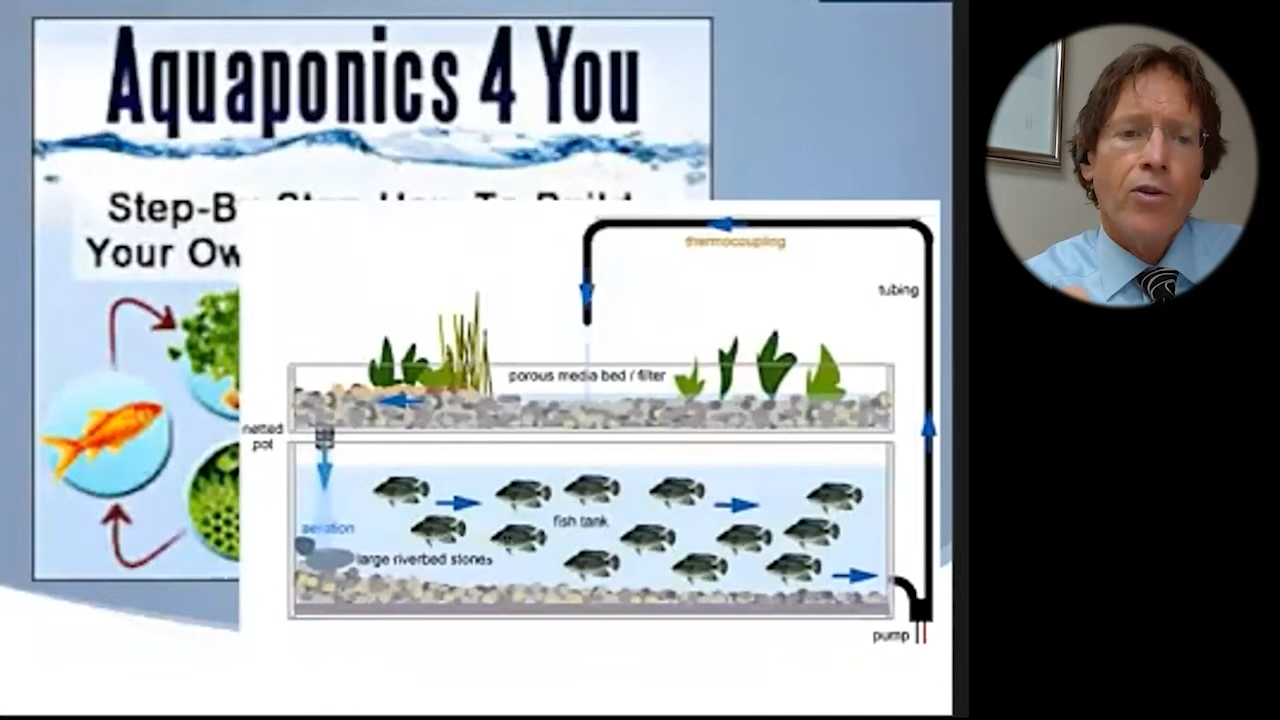 Aquaponics 4 You
Step-B
Your Ow
thermocoupling
tubing
porous media bed / filter
netted
pot
fish tank
aeration
large riverbed stones
pump